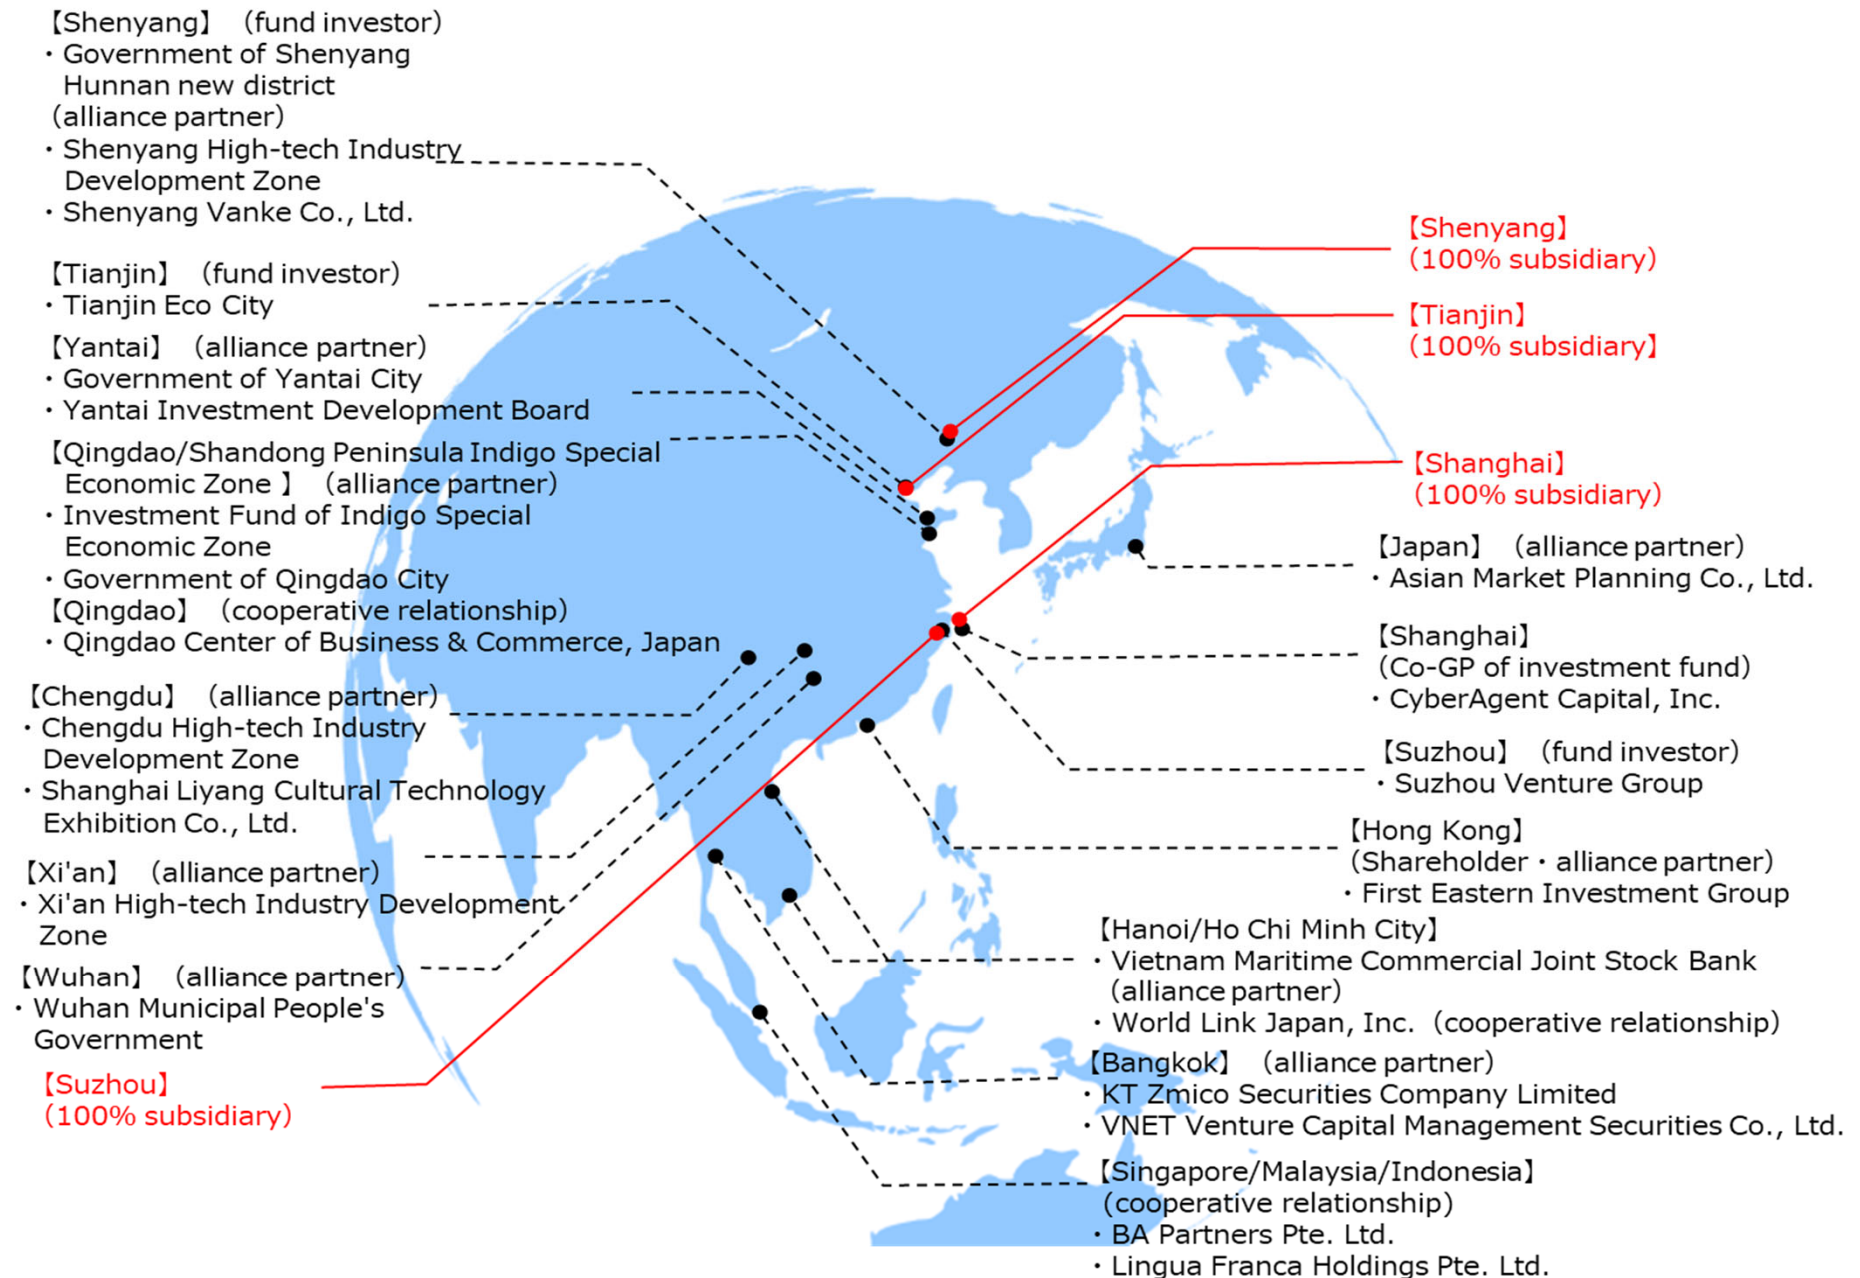 【Shenyang】（fund investor）
・Government of Shenyang
Hunnan new district
（alliance partner）
・Shenyang High-tech Industry
Development Zone
・Shenyang Vanke Co., Ltd.
【Tianjin】（fund investor）
・Tianjin Eco City
【Yantai】（alliance partner）
・Government of Yantai City
・Yantai Investment Development Board
【Qingdao/Shandong Peninsula Indigo Special
Economic Zone 】（alliance partner）
・Investment Fund of Indigo Special
Economic Zone
・Government of Qingdao City
【Qingdao】（cooperative relationship）
・Qingdao Center of Business & Commerce, Japan
【Chengdu】（alliance partner）
・Chengdu High-tech Industry
Development Zone
・Shanghai Liyang Cultural Technology
Exhibition Co., Ltd.
【Xi'an】（alliance partner）
・Xi'an High-tech Industry Development
Zone
【Wuhan】（alliance partner）
・Wuhan Municipal People's
Government
【Suzhou】
（100% subsidiary）
【Shenyang】
（100% subsidiary）
【Tianjin】
（100% subsidiary】
【Shanghai】
（100% subsidiary）
【Japan】（alliance partner）
・Asian Market Planning Co., Ltd.
【Shanghai】
（Co-GP of investment fund）
・CyberAgent Capital, Inc.
【Suzhou】（fund investor）
・Suzhou Venture Group
【Hong Kong】
（Shareholder・alliance partner）
・First Eastern Investment Group
【Hanoi/Ho Chi Minh City】
・Vietnam Maritime Commercial Joint Stock Bank
（alliance partner）
・World Link Japan, Inc.（cooperative relationship）
【Bangkok】（alliance partner）
・KT Zmico Securities Company Limited
・VNET Venture Capital Management Securities Co., Ltd.
【Singapore/Malaysia/Indonesia】
（cooperative relationship）
・BA Partners Pte. Ltd.
・Lingua Franca Holdings Pte. Ltd.